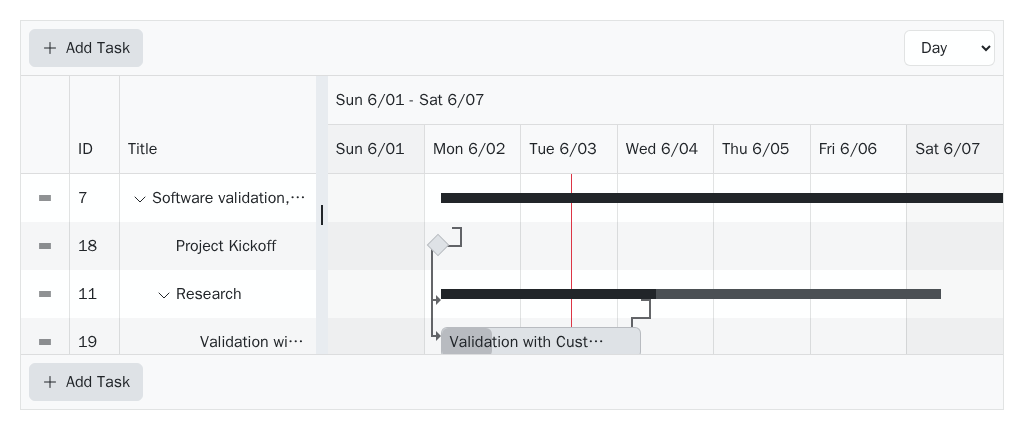 Add Task
Day
Sun 6/01 - Sat 6/07
ID Title Sun 6/01 Mon 6/02 Tue 6/03 Wed 6/04 Thu 6/05 Fri 6/06 Sat 6/07
7 Software validation,···
18 Project Kickoff
11 Research
19 Validation wi··· Validation with Cust···
Add Task